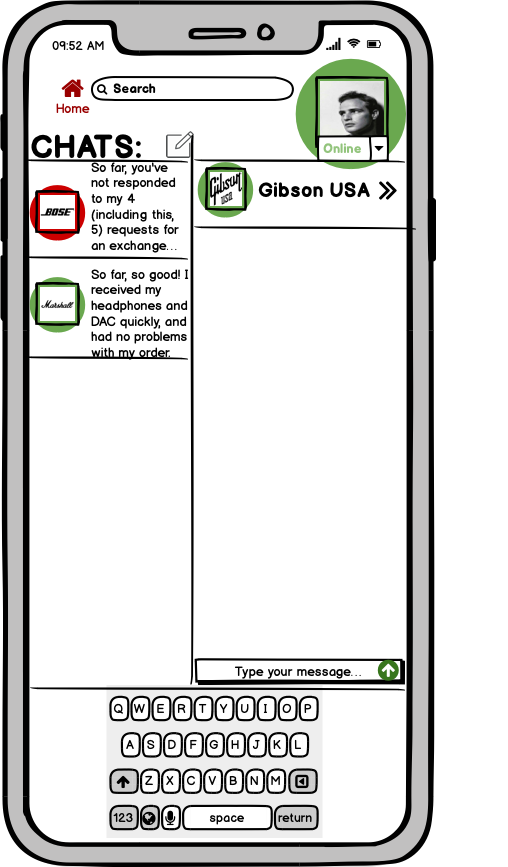 09:52 AM
Search
Home
Online
CHATS:
So far, you've
not responded
to my 4
(including this,
5) requests for
an exchange...
BOSE
Gibson
USA
Gibson USA
So far, so good! I
received my
headphones and
DAC quickly, and
had no problems
with my order.
Marshall
Type your message...
Q W E R T Y U I O P
A S D F G H J K L
Z X C V B N M
123 space return